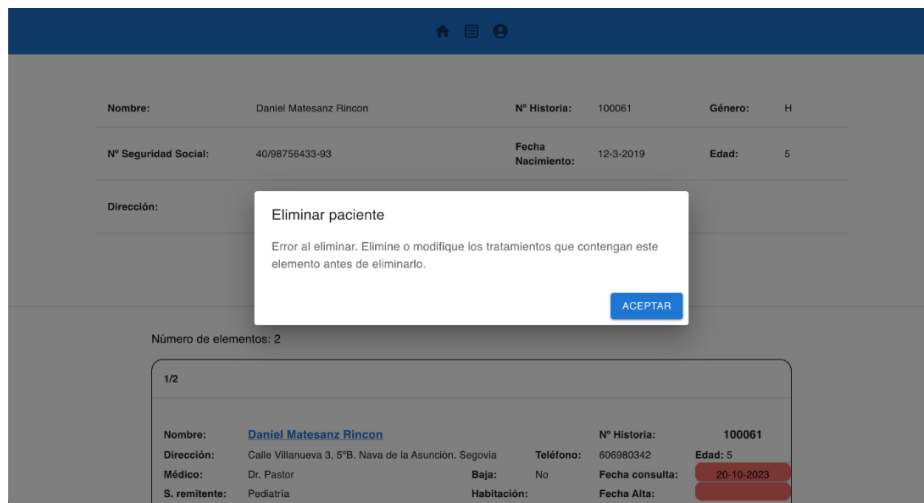 Nombre: Daniel Matesanz Rincon Nº Historia: 100061 Género: H
Nº Seguridad Social: 40/98756433-93 Fecha Nacimiento: 12-3-2019 Edad: 5
Dirección:
Eliminar paciente
Error al eliminar. Elimine o modifique los tratamientos que contengan este
elemento antes de eliminarlo.
ACEPTAR
Número de elementos: 2
1/2
Nombre: Daniel Matesanz Rincon Nº Historia: 100061
Dirección: Calle Villanueva 3, 5ºB. Nava de la Asunción. Segovia Teléfono: 606980342 Edad: 5
Médico: Dr. Pastor Baja: No Fecha consulta: 20-10-2023
S. remitente: Pediatria Habitación: Fecha Alta: